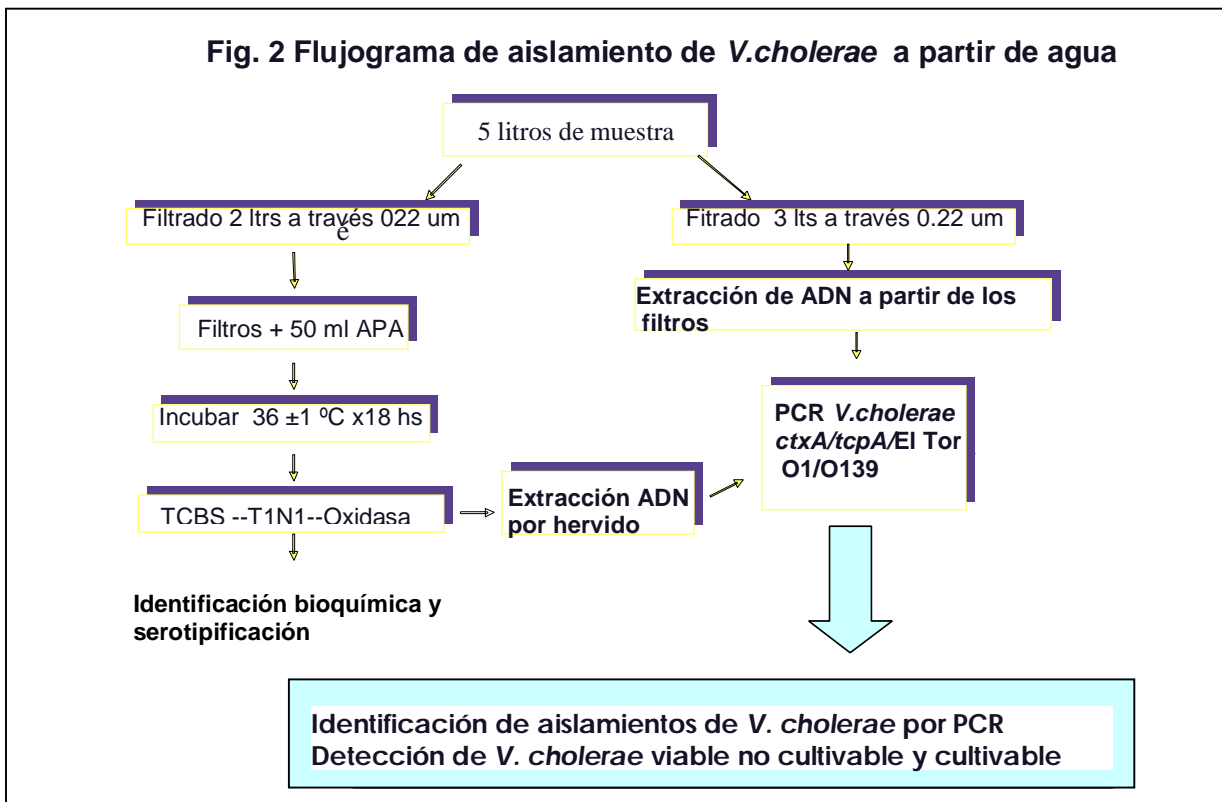 Fig. 2 Flujograma de aislamiento de V.cholerae a partir de agua
5 litros de muestra
Filtrado 2 ltrs a través 022 um
é
Filtros + 50 ml APA
Incubar 36 ±1 ºC x18 hs
TCBS --T1N1--Oxidasa
Identificación bioquímica y
serotipificación
Extracción ADN
por hervido
Fitrado 3 lts a través 0.22 um
Extracción de ADN a partir de los
filtros
PCR V.cholerae
ctxA/tcpA/El Tor
O1/O139
Identificación de aislamientos de V. cholerae por PCR
Detección de V. cholerae viable no cultivable y cultivable